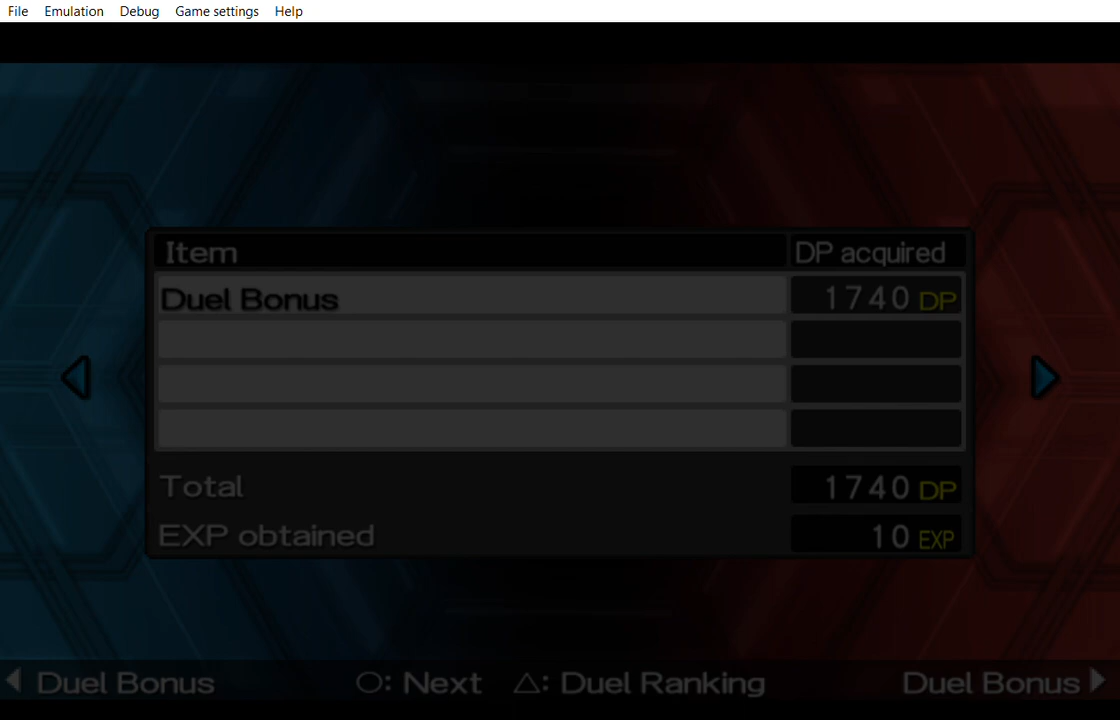 File Emulation Debug Game settings Help
Item DP acquired
Duel Bonus 1740 DP
Total 1740 DP
EXP obtained 10 EXP
Duel Bonus ○: Next △: Duel Ranking Duel Bonus